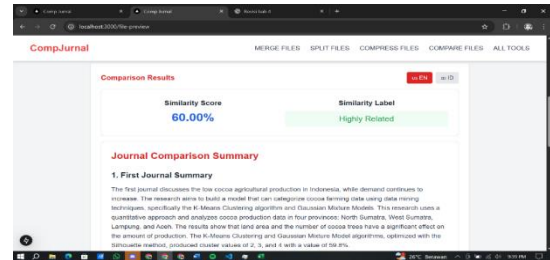 Comp Jurnal
Comp Jurnal
localhost:3000/file-preview
CompJurnal
MERGE FILES SPLIT FILES COMPRESS FILES COMPARE FILES ALL TOOLS
Comparison Results
us EN
ID
Similarity Score
Similarity Label
60.00%
Highly Related
Journal Comparison Summary
1. First Journal Summary
The first journal discusses the low cocoa agricultural production in Indonesia, while demand continues to
increase. The research aims to build a model that can categorize cocoa farming data using data mining
techniques, specifically the K-Means Clustering algorithm and Gaussian Mixture Models. This research uses a
quantitative approach and analyzes cocoa production data in four provinces: North Sumatra, West Sumatra,
Lampung, and Aceh. The results show that land area and the number of cocoa trees have a significant effect on
the amount of production. The K-Means Clustering and Gaussian Mixture Model algorithms, optimized with the
Silhouette method, produced cluster values of 2, 3, and 4 with a value of 59.8%.
26°C Berawan